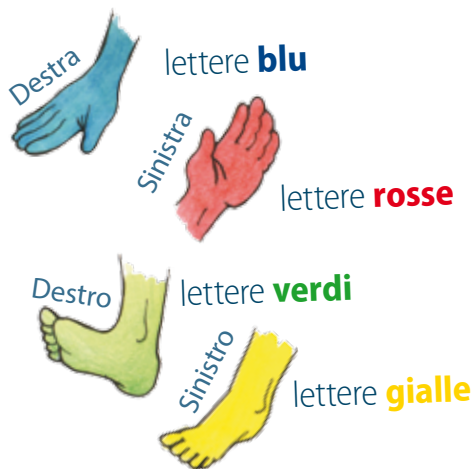 Destra
lettere blu
Sinistra
lettere rosse
Destro
lettere verdi
Sinistro
lettere gialle